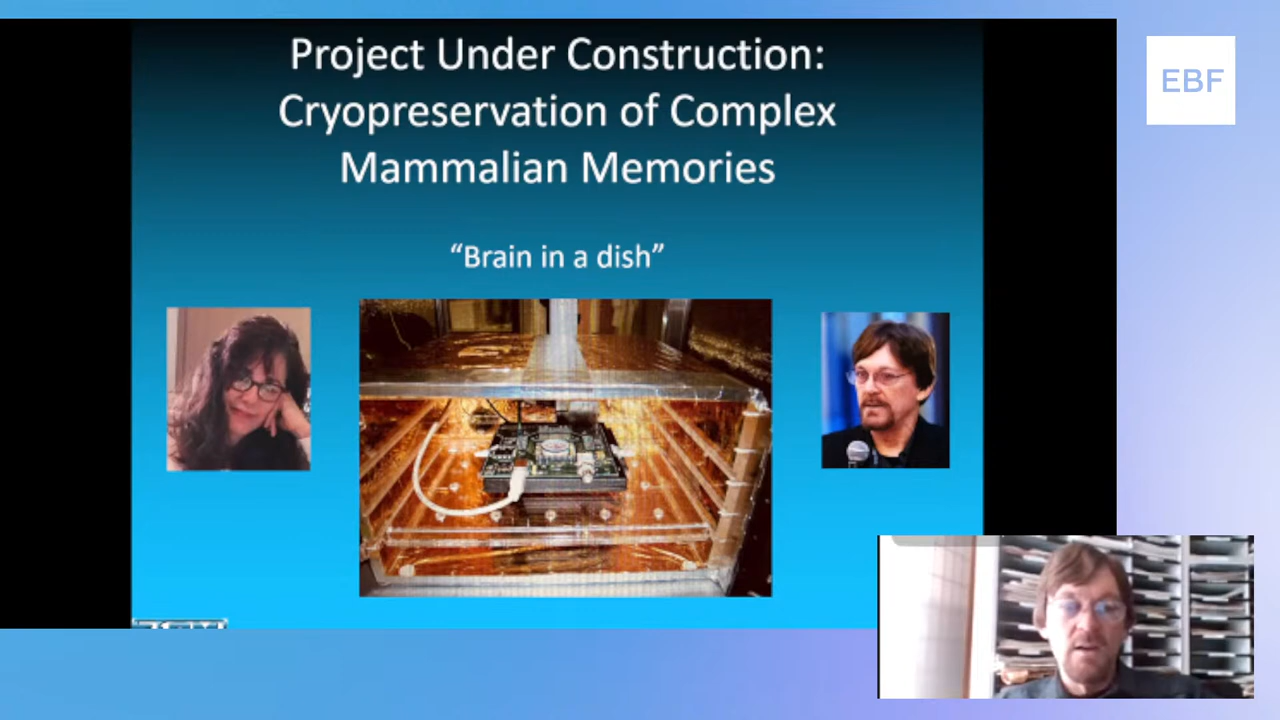 Project Under Construction:
Cryopreservation of Complex
Mammalian Memories
“Brain in a dish”
EBF